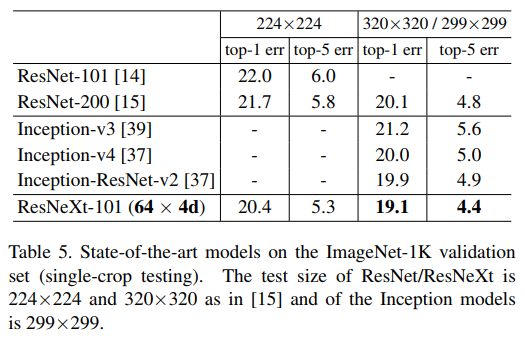 224×224 320×320 / 299×299
top-1 err top-5 err top-1 err top-5 err
ResNet-101 [14] 22.0 6.0 - -
ResNet-200 [15] 21.7 5.8 20.1 4.8
Inception-v3 [39] - - 21.2 5.6
Inception-v4 [37] - - 20.0 5.0
Inception-ResNet-v2 [37] - - 19.9 4.9
ResNeXt-101 (64 × 4d) 20.4 5.3 19.1 4.4
Table 5. State-of-the-art models on the ImageNet-1K validation
set (single-crop testing). The test size of ResNet/ResNeXt is
224×224 and 320×320 as in [15] and of the Inception models
is 299×299.